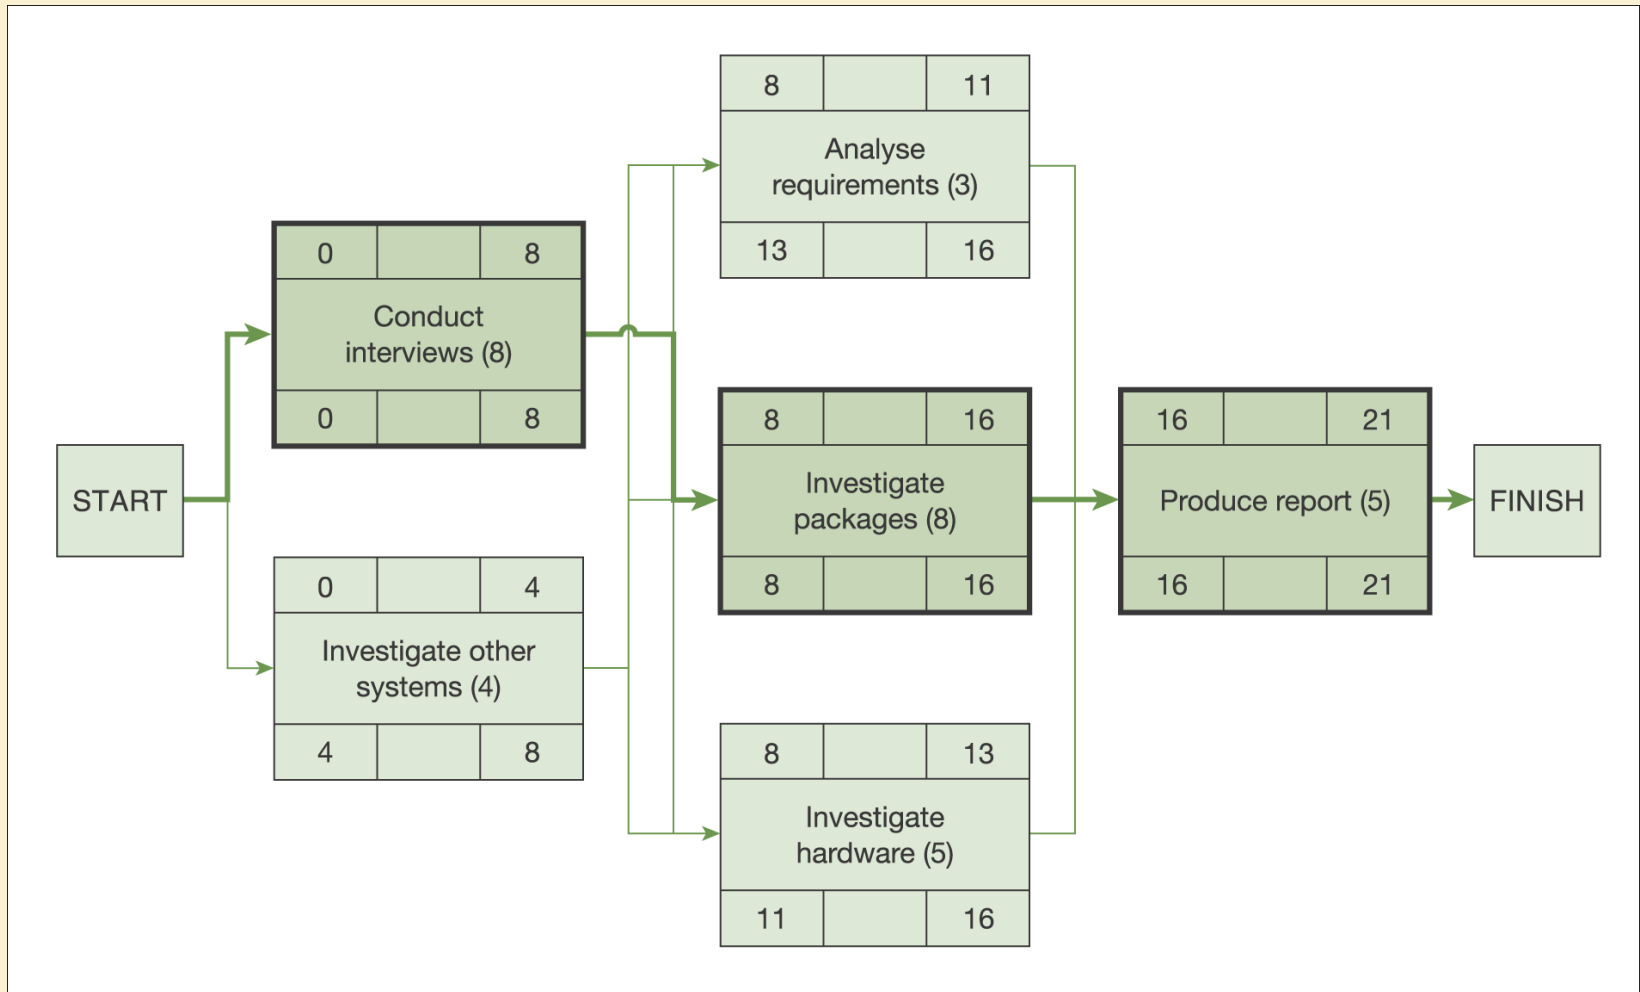 START
0 8
Conduct
interviews (8)
0 8
0 4
Investigate other
systems (4)
4 8
8 11
Analyse
requirements (3)
13 16
8 16
Investigate
packages (8)
8 16
8 13
Investigate
hardware (5)
11 16
16 21
Produce report (5)
16 21
FINISH